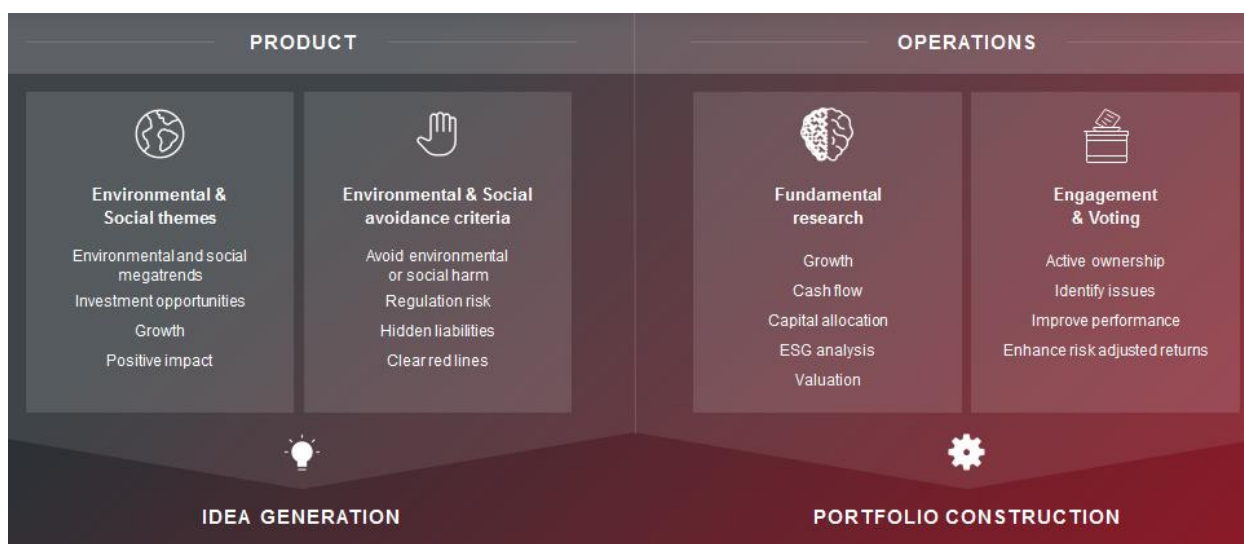 PRODUCT
OPERATIONS
Environmental &
Social themes
Environmental and social
megatrends
Investment opportunities
Growth
Positive impact
Environmental & Social
avoidance criteria
Avoid environmental
or social harm
Regulation risk
Hidden liabilities
Clear red lines
Fundamental
research
Growth
Cash flow
Capital allocation
ESG analysis
Valuation
Engagement
& Voting
Active ownership
Identify issues
Improve performance
Enhance risk adjusted returns
IDEA GENERATION
PORTFOLIO CONSTRUCTION